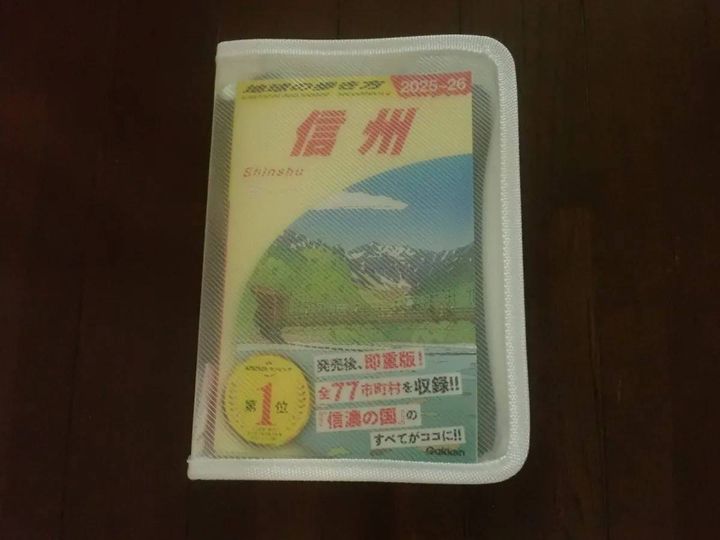 地球の歩き方 2025~26
信州
Shinshu
第1位
発売後、即重版!
全77市町村を収録!!
「信濃の国」の
すべてがココに!!
Gakken